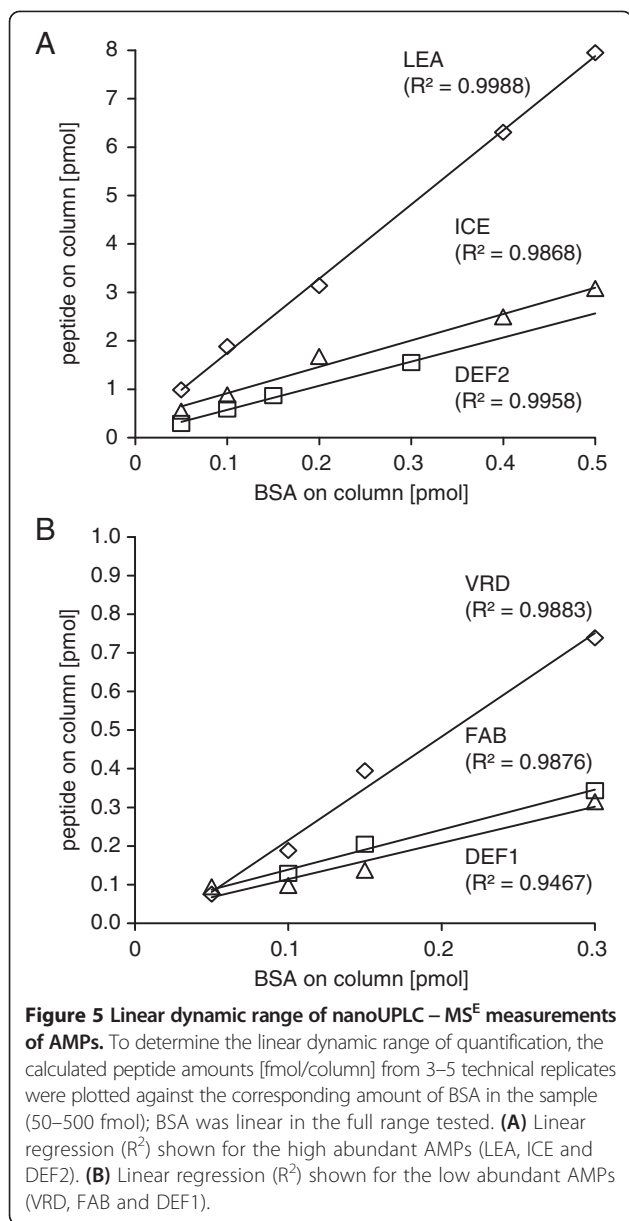 A
8
7
6
5
4
3
2
1
0
peptide on column [pmol]
LEA
(R² = 0.9988)
ICE
(R² = 0.9868)
DEF2
(R² = 0.9958)
0 0.1 0.2 0.3 0.4 0.5
BSA on column [pmol]
B
1.0
0.9
0.8
0.7
0.6
0.5
0.4
0.3
0.2
0.1
0.0
peptide on column [pmol]
VRD
(R² = 0.9883)
FAB
(R² = 0.9876)
DEF1
(R² = 0.9467)
0 0.1 0.2 0.3
BSA on column [pmol]
Figure 5 Linear dynamic range of nanoUPLC – MSᴱ measurements
of AMPs. To determine the linear dynamic range of quantification, the
calculated peptide amounts [fmol/column] from 3–5 technical replicates
were plotted against the corresponding amount of BSA in the sample
(50–500 fmol); BSA was linear in the full range tested. (A) Linear
regression (R²) shown for the high abundant AMPs (LEA, ICE and
DEF2). (B) Linear regression (R²) shown for the low abundant AMPs
(VRD, FAB and DEF1).